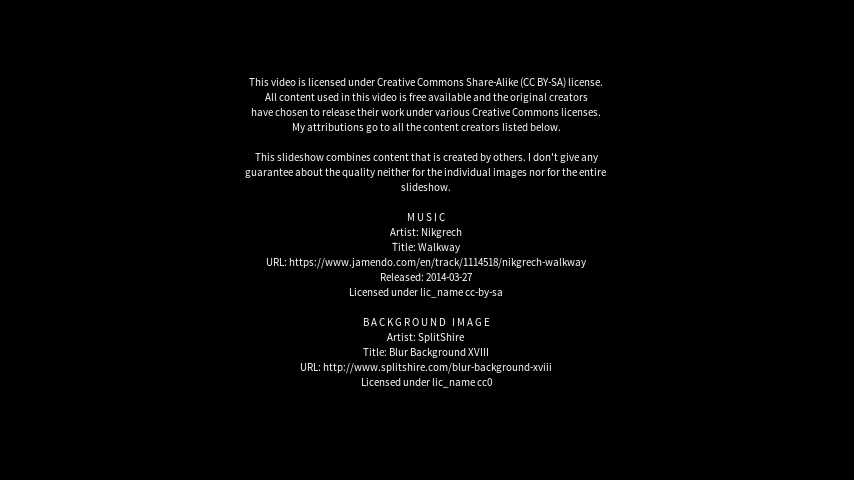 This video is licensed under Creative Commons Share-Alike (CC BY-SA) license.
All content used in this video is free available and the original creators
have chosen to release their work under various Creative Commons licenses.
My attributions go to all the content creators listed below.
This slideshow combines content that is created by others. I don't give any
guarantee about the quality neither for the individual images nor for the entire
slideshow.
MUSIC
Artist: Nikgrech
Title: Walkway
URL: https://www.jamendo.com/en/track/1114518/nikgrech-walkway
Released: 2014-03-27
Licensed under lic_name cc-by-sa
BACKGROUND IMAGE
Artist: SplitShire
Title: Blur Background XVIII
URL: http://www.splitshire.com/blur-background-xviii
Licensed under lic_name cc0